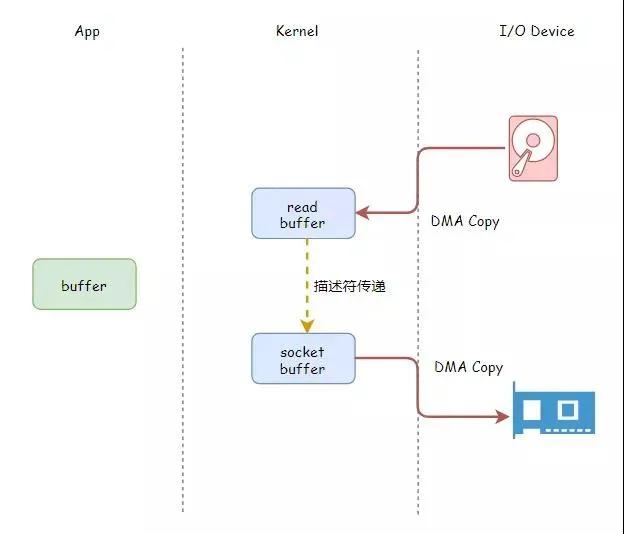 App
Kernel
I/O Device
read
buffer
DMA Copy
buffer
描述符传递
socket
buffer
DMA Copy